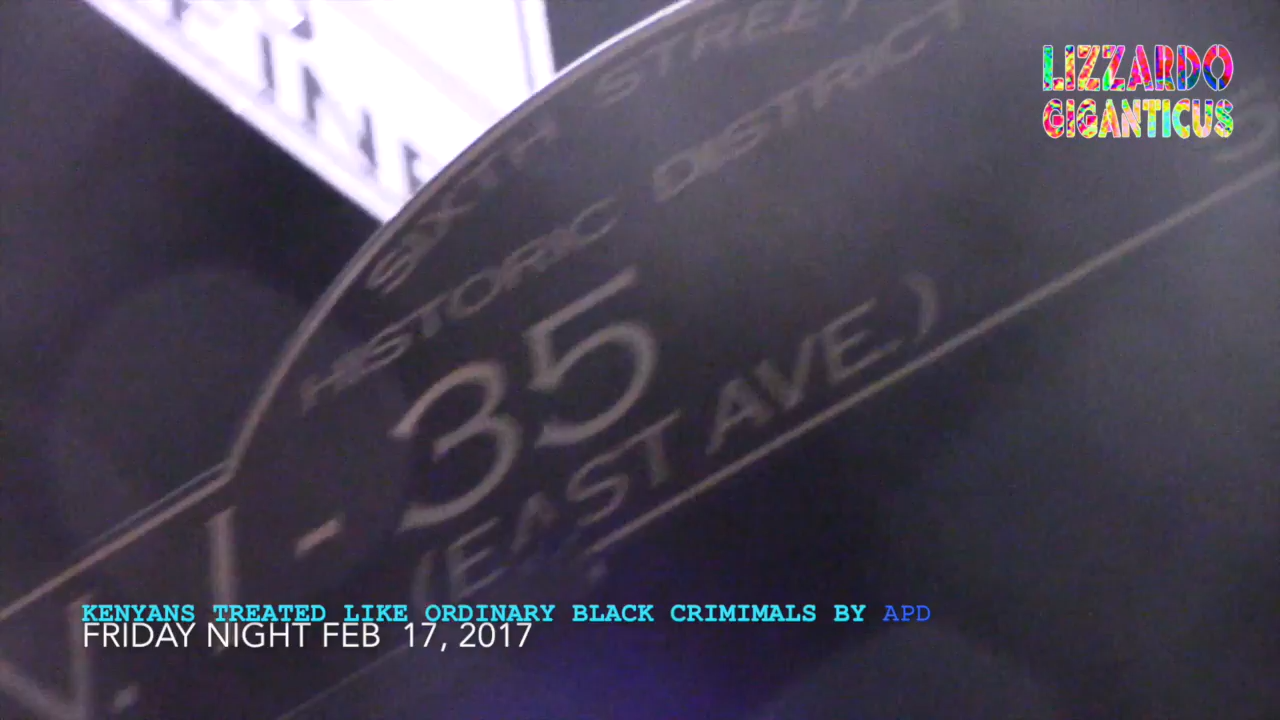 LIZZARDO
GIGANTICUS
SIXTH STREET
HISTORIC DISTRICT
I-35
(EAST AVE.)
KENYANS TREATED LIKE ORDINARY BLACK CRIMIMALS BY APD
FRIDAY NIGHT FEB 17, 2017